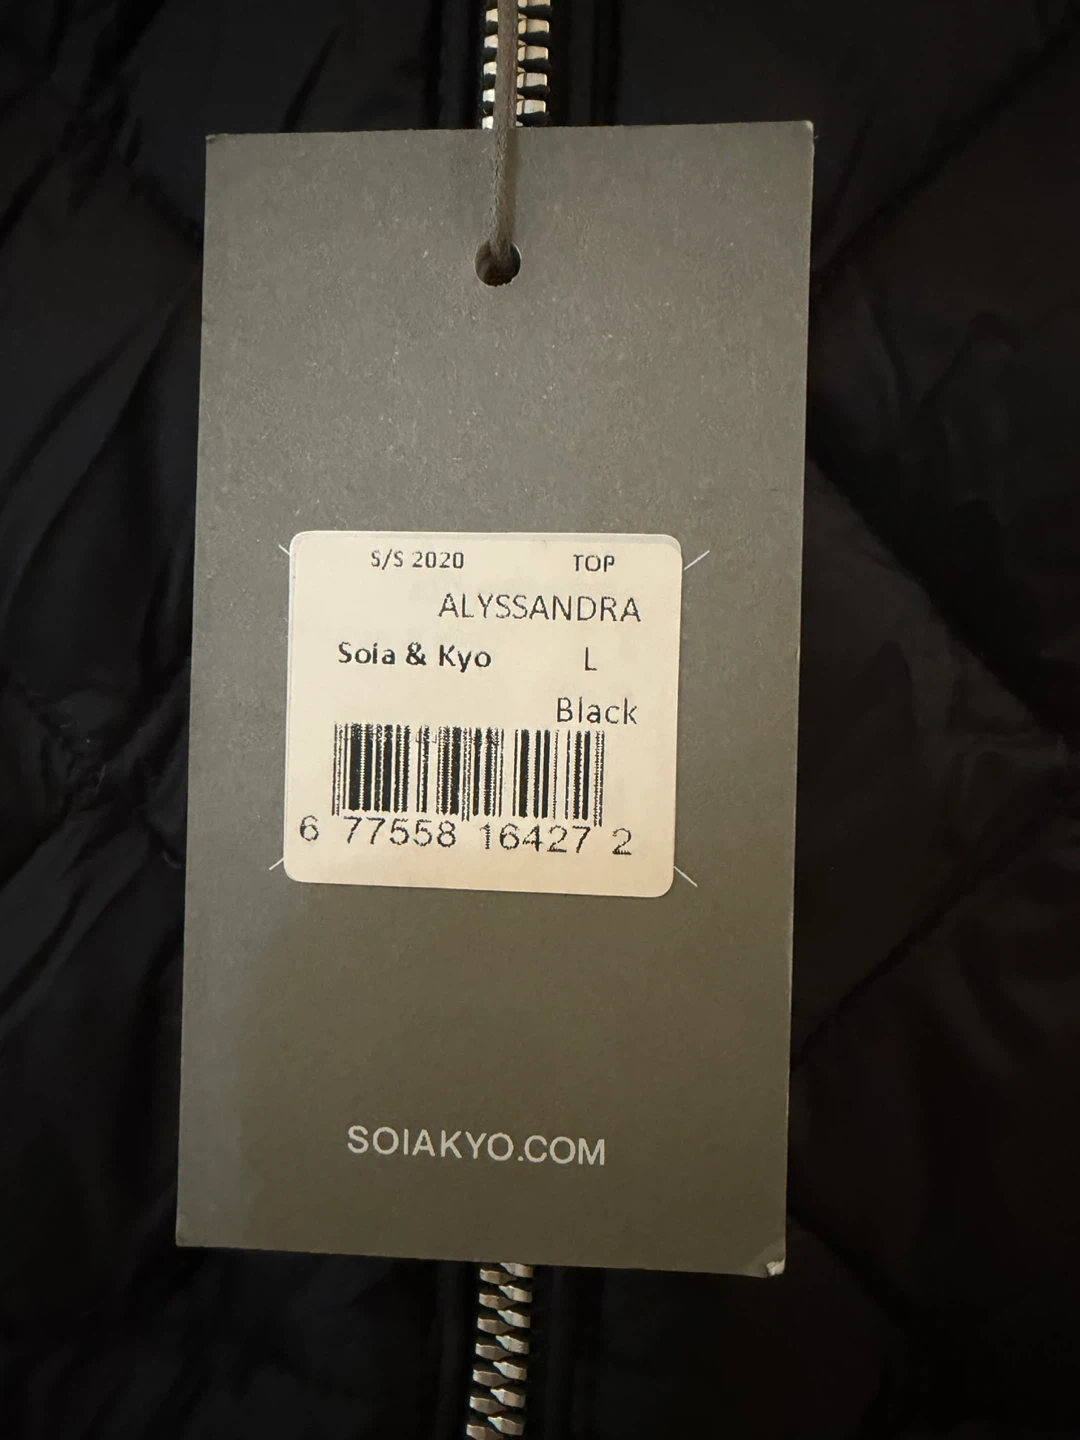 S/S 2020 TOP
ALYSSANDRA
Soia & Kyo L
Black
6 77558 16427 2
SOIAKYO.COM